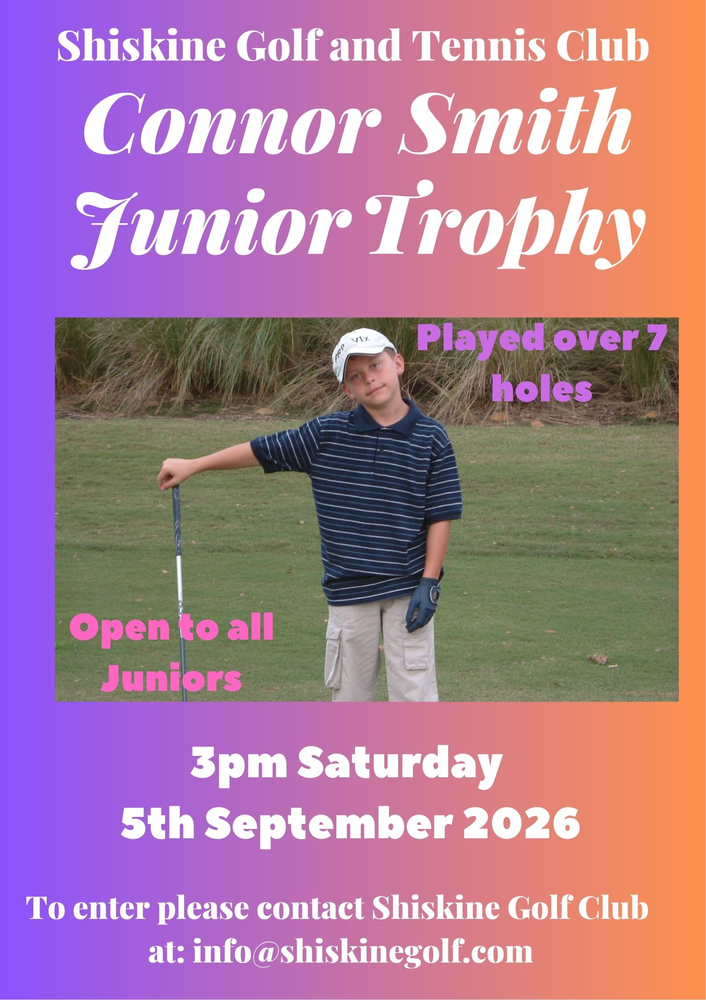 Shiskine Golf and Tennis Club
Connor Smith
Junior Trophy
PRO VIx
Played over 7
holes
Open to all
Juniors
3pm Saturday
5th September 2026
To enter please contact Shiskine Golf Club
at: info@shiskinegolf.com